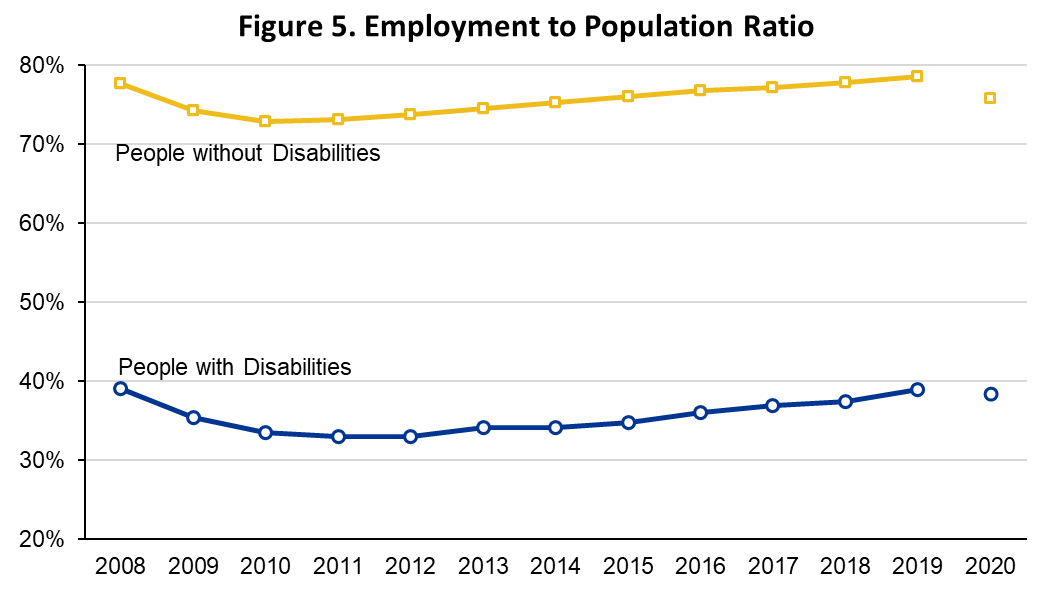 Figure 5. Employment to Population Ratio
80%
70%
People without Disabilities
60%
50%
40%
People with Disabilities
30%
20%
2008 2009 2010 2011 2012 2013 2014 2015 2016 2017 2018 2019 2020